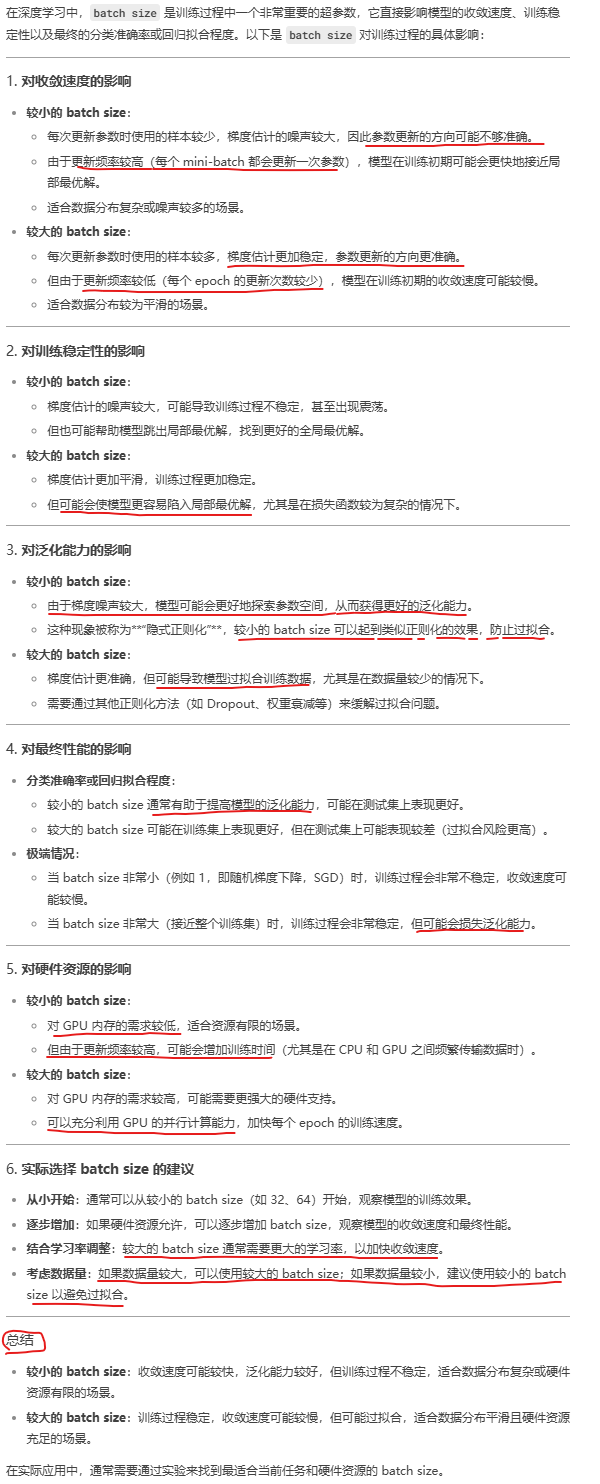 在深度学习中，batch size 是训练过程中一个非常重要的超参数，它直接影响模型的收敛速度、训练稳
定性以及最终的分类准确率或回归拟合程度。以下是 batch size 对训练过程的具体影响：
1. 对收敛速度的影响
• 较小的 batch size：
◦ 每次更新参数时使用的样本较少，梯度估计的噪声较大，因此参数更新的方向可能不够准确。
◦ 由于更新频率较高（每个 mini-batch 都会更新一次参数），模型在训练初期可能会更快地接近局
部最优解。
◦ 适合数据分布复杂或噪声较多的场景。
• 较大的 batch size：
◦ 每次更新参数时使用的样本较多，梯度估计更加稳定，参数更新的方向更准确。
◦ 但由于更新频率较低（每个 epoch 的更新次数较少），模型在训练初期的收敛速度可能较慢。
◦ 适合数据分布较为平滑的场景。
2. 对训练稳定性的影响
• 较小的 batch size：
◦ 梯度估计的噪声较大，可能导致训练过程不稳定，甚至出现震荡。
◦ 但也可能帮助模型跳出局部最优解，找到更好的全局最优解。
• 较大的 batch size：
◦ 梯度估计更加平滑，训练过程更加稳定。
◦ 但可能会使模型更容易陷入局部最优解，尤其是在损失函数较为复杂的情况下。
3. 对泛化能力的影响
• 较小的 batch size：
◦ 由于梯度噪声较大，模型可能会更好地探索参数空间，从而获得更好的泛化能力。
◦ 这种现象被称为**“隐式正则化”**，较小的 batch size 可以起到类似正则化的效果，防止过拟合。
• 较大的 batch size：
◦ 梯度估计更准确，但可能导致模型过拟合训练数据，尤其是在数据量较少的情况下。
◦ 需要通过其他正则化方法（如 Dropout、权重衰减等）来缓解过拟合问题。
4. 对最终性能的影响
• 分类准确率或回归拟合程度：
◦ 较小的 batch size 通常有助于提高模型的泛化能力，可能在测试集上表现更好。
◦ 较大的 batch size 可能在训练集上表现更好，但在测试集上可能表现较差（过拟合风险更高）。
• 极端情况：
◦ 当 batch size 非常小（例如 1，即随机梯度下降，SGD）时，训练过程会非常不稳定，收敛速度可
能较慢。
◦ 当 batch size 非常大（接近整个训练集）时，训练过程会非常稳定，但可能会损失泛化能力。
5. 对硬件资源的影响
• 较小的 batch size：
◦ 对 GPU 内存的需求较低，适合资源有限的场景。
◦ 但由于更新频率较高，可能会增加训练时间（尤其是在 CPU 和 GPU 之间频繁传输数据时）。
• 较大的 batch size：
◦ 对 GPU 内存的需求较高，可能需要更强大的硬件支持。
◦ 可以充分利用 GPU 的并行计算能力，加快每个 epoch 的训练速度。
6. 实际选择 batch size 的建议
• 从小开始：通常可以从较小的 batch size（如 32、64）开始，观察模型的训练效果。
• 逐步增加：如果硬件资源允许，可以逐步增加 batch size，观察模型的收敛速度和最终性能。
• 结合学习率调整：较大的 batch size 通常需要更大的学习率，以加快收敛速度。
• 考虑数据量：如果数据量较大，可以使用较大的 batch size；如果数据量较小，建议使用较小的 batch
size 以避免过拟合。
总结
• 较小的 batch size：收敛速度可能较快，泛化能力较好，但训练过程不稳定，适合数据分布复杂或硬件
资源有限的场景。
• 较大的 batch size：训练过程稳定，收敛速度可能较慢，但可能过拟合，适合数据分布平滑且硬件资源
充足的场景。
在实际应用中，通常需要通过实验来找到最适合当前任务和硬件资源的 batch size。